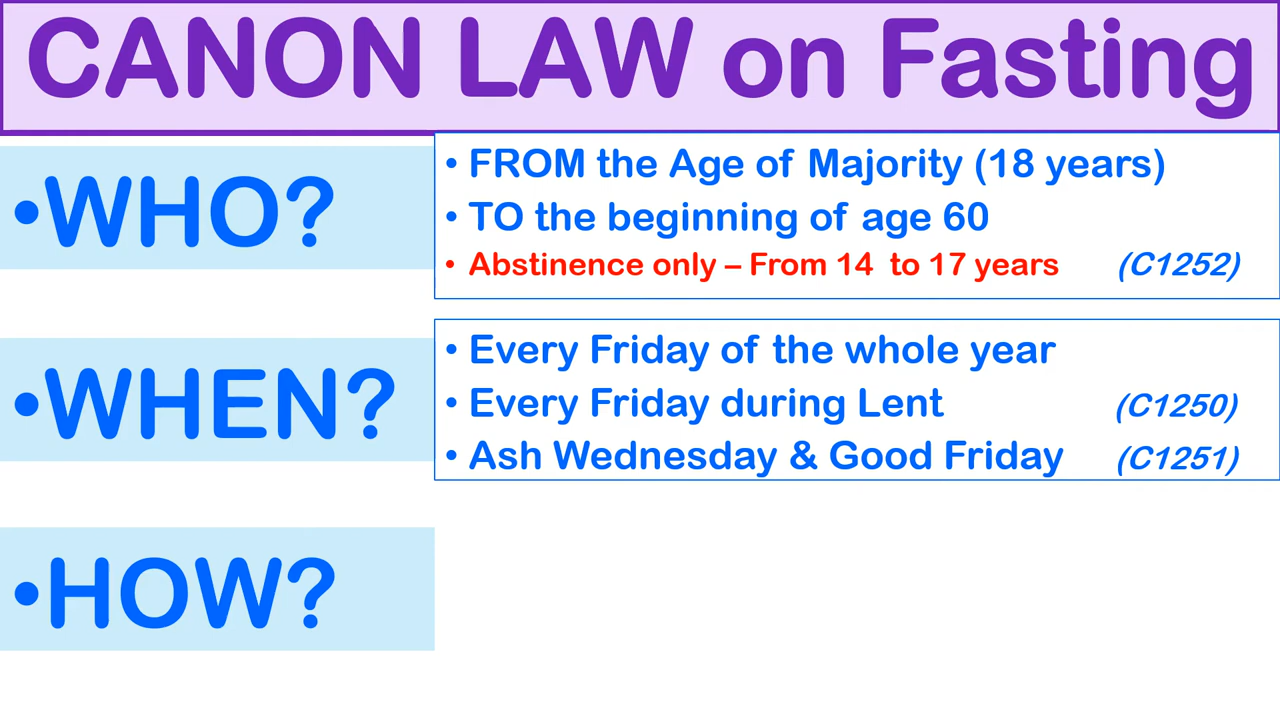 CANON LAW on Fasting
•WHO?
• FROM the Age of Majority (18 years)
• TO the beginning of age 60
• Abstinence only – From 14 to 17 years (C1252)
•WHEN?
• Every Friday of the whole year
• Every Friday during Lent (C1250)
• Ash Wednesday & Good Friday (C1251)
•HOW?